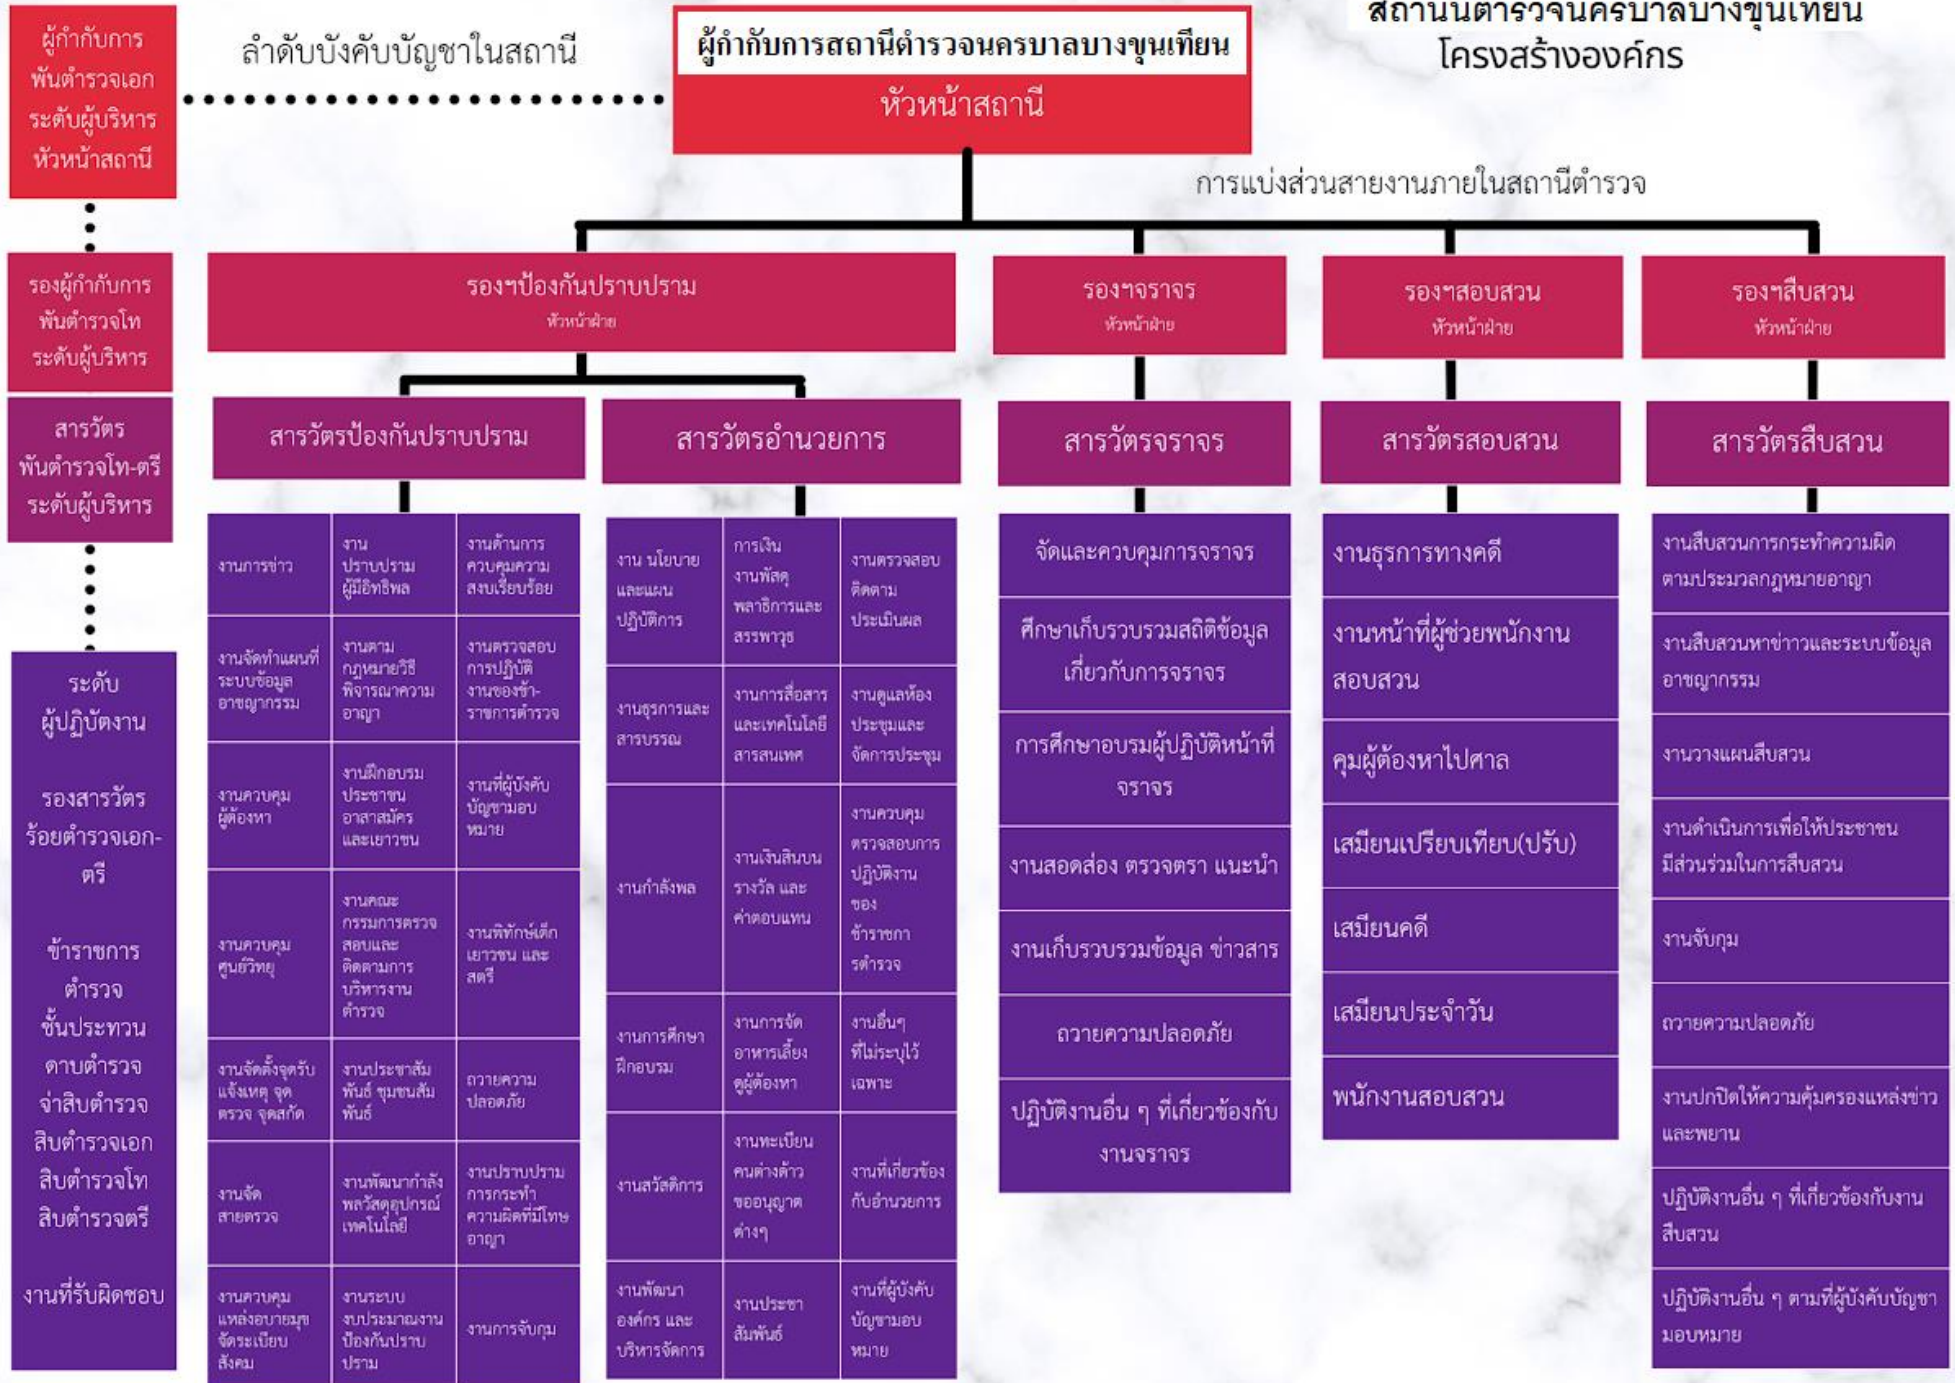 ผู้กำกับการ
พันตำรวจเอก
ระดับผู้บริหาร
หัวหน้าสถานี
ลำดับบังคับบัญชาในสถานี
ผู้กำกับการสถานีตำรวจนครบาลบางขุนเทียน
หัวหน้าสถานี
สถานนีตำรวจนครบาลบางขุนเทียน
โครงสร้างองค์กร
การแบ่งส่วนสายงานภายในสถานีตำรวจ
รองผู้กำกับการ
พันตำรวจโท
ระดับผู้บริหาร
รองฯป้องกันปราบปราม
หัวหน้าฝ่าย
รองฯจราจร
หัวหน้าฝ่าย
รองฯสอบสวน
หัวหน้าฝ่าย
รองฯสืบสวน
หัวหน้าฝ่าย
สารวัตร
พันตำรวจโท-ตรี
ระดับผู้บริหาร
สารวัตรป้องกันปราบปราม
สารวัตรอำนวยการ
สารวัตรจราจร
สารวัตรสอบสวน
สารวัตรสืบสวน
ระดับ
ผู้ปฏิบัตงาน
รองสารวัตร
ร้อยตำรวจเอก-
ตรี
ข้าราชการ
ตำรวจ
ชั้นประทวน
ดาบตำรวจ
จ่าสิบตำรวจ
สิบตำรวจเอก
สิบตำรวจโท
สิบตำรวจตรี
งานที่รับผิดชอบ
งานการข่าว
งาน
ปราบปราม
ผู้มีอิทธิพล
งานด้านการ
ควบคุมความ
สงบเรียบร้อย
งานจัดทำแผนที่
ระบบข้อมูล
อาชญากรรม
งานตาม
กฎหมายวิธี
พิจารณาความ
อาญา
งานตรวจสอบ
การปฏิบัติ
งานของข้า-
ราชการตำรวจ
งานควบคุม
ผู้ต้องหา
งานฝึกอบรม
ประชาชน
อาสาสมัคร
และเยาวชน
งานที่ผู้บังคับ
บัญชามอบ
หมาย
งานควบคุม
ศูนย์วิทยุ
งานคณะ
กรรมการตรวจ
สอบและ
ติดตามการ
บริหารงาน
ตำรวจ
งานพิทักษ์เด็ก
เยาวชน และ
สตรี
งานจัดตั้งจุดรับ
แจ้งเหตุ จุด
ตรวจ จุดสกัด
งานประชาสัม
พันธ์ ชุมชนสัม
พันธ์
ถวายความ
ปลอดภัย
งานจัด
สายตรวจ
งานพัฒนากำลัง
พลวัสดุอุปกรณ์
เทคโนโลยี
งานปราบปราม
การกระทำ
ความผิดที่มีโทษ
อาญา
งานควบคุม
แหล่งอบายมุข
จัดระเบียบ
สังคม
งานระบบ
งบประมาณงาน
ป้องกันปราบ
ปราม
งานการจับกุม
งาน นโยบาย
และแผน
ปฏิบัติการ
การเงิน
งานพัสดุ
พลาธิการและ
สรรพาวุธ
งานตรวจสอบ
ติดตาม
ประเมินผล
งานธุรการและ
สารบรรณ
งานการสื่อสาร
และเทคโนโลยี
สารสนเทศ
งานดูแลห้อง
ประชุมและ
จัดการประชุม
งานกำลังพล
งานเงินสินบน
รางวัล และ
ค่าตอบแทน
งานควบคุม
ตรวจสอบการ
ปฏิบัติงาน
ของ
ข้าราชกา
รตำรวจ
งานการศึกษา
ฝึกอบรม
งานการจัด
อาหารเลี้ยง
ดูผู้ต้องหา
งานอื่นๆ
ที่ไม่ระบุไว้
เฉพาะ
งานสวัสดิการ
งานทะเบียน
คนต่างด้าว
ขออนุญาต
ต่างๆ
งานที่เกี่ยวข้อง
กับอำนวยการ
งานพัฒนา
องค์กร และ
บริหารจัดการ
งานประชา
สัมพันธ์
งานที่ผู้บังคับ
บัญชามอบ
หมาย
จัดและควบคุมการจราจร
ศึกษาเก็บรวบรวมสถิติข้อมูล
เกี่ยวกับการจราจร
การศึกษาอบรมผู้ปฏิบัติหน้าที่
จราจร
งานสอดส่อง ตรวจตรา แนะนำ
งานเก็บรวบรวมข้อมูล ข่าวสาร
ถวายความปลอดภัย
ปฏิบัติงานอื่น ๆ ที่เกี่ยวข้องกับ
งานจราจร
งานธุรการทางคดี
งานหน้าที่ผู้ช่วยพนักงาน
สอบสวน
คุมผู้ต้องหาไปศาล
เสมียนเปรียบเทียบ(ปรับ)
เสมียนคดี
เสมียนประจำวัน
พนักงานสอบสวน
งานสืบสวนการกระทำความผิด
ตามประมวลกฎหมายอาญา
งานสืบสวนหาข่าาวและระบบข้อมูล
อาชญากรรม
งานวางแผนสืบสวน
งานดำเนินการเพื่อให้ประชาชน
มีส่วนร่วมในการสืบสวน
งานจับกุม
ถวายความปลอดภัย
งานปกปิดให้ความคุ้มครองแหล่งข่าว
และพยาน
ปฏิบัติงานอื่น ๆ ที่เกี่ยวข้องกับงาน
สืบสวน
ปฏิบัติงานอื่น ๆ ตามที่ผู้บังคับบัญชา
มอบหมาย